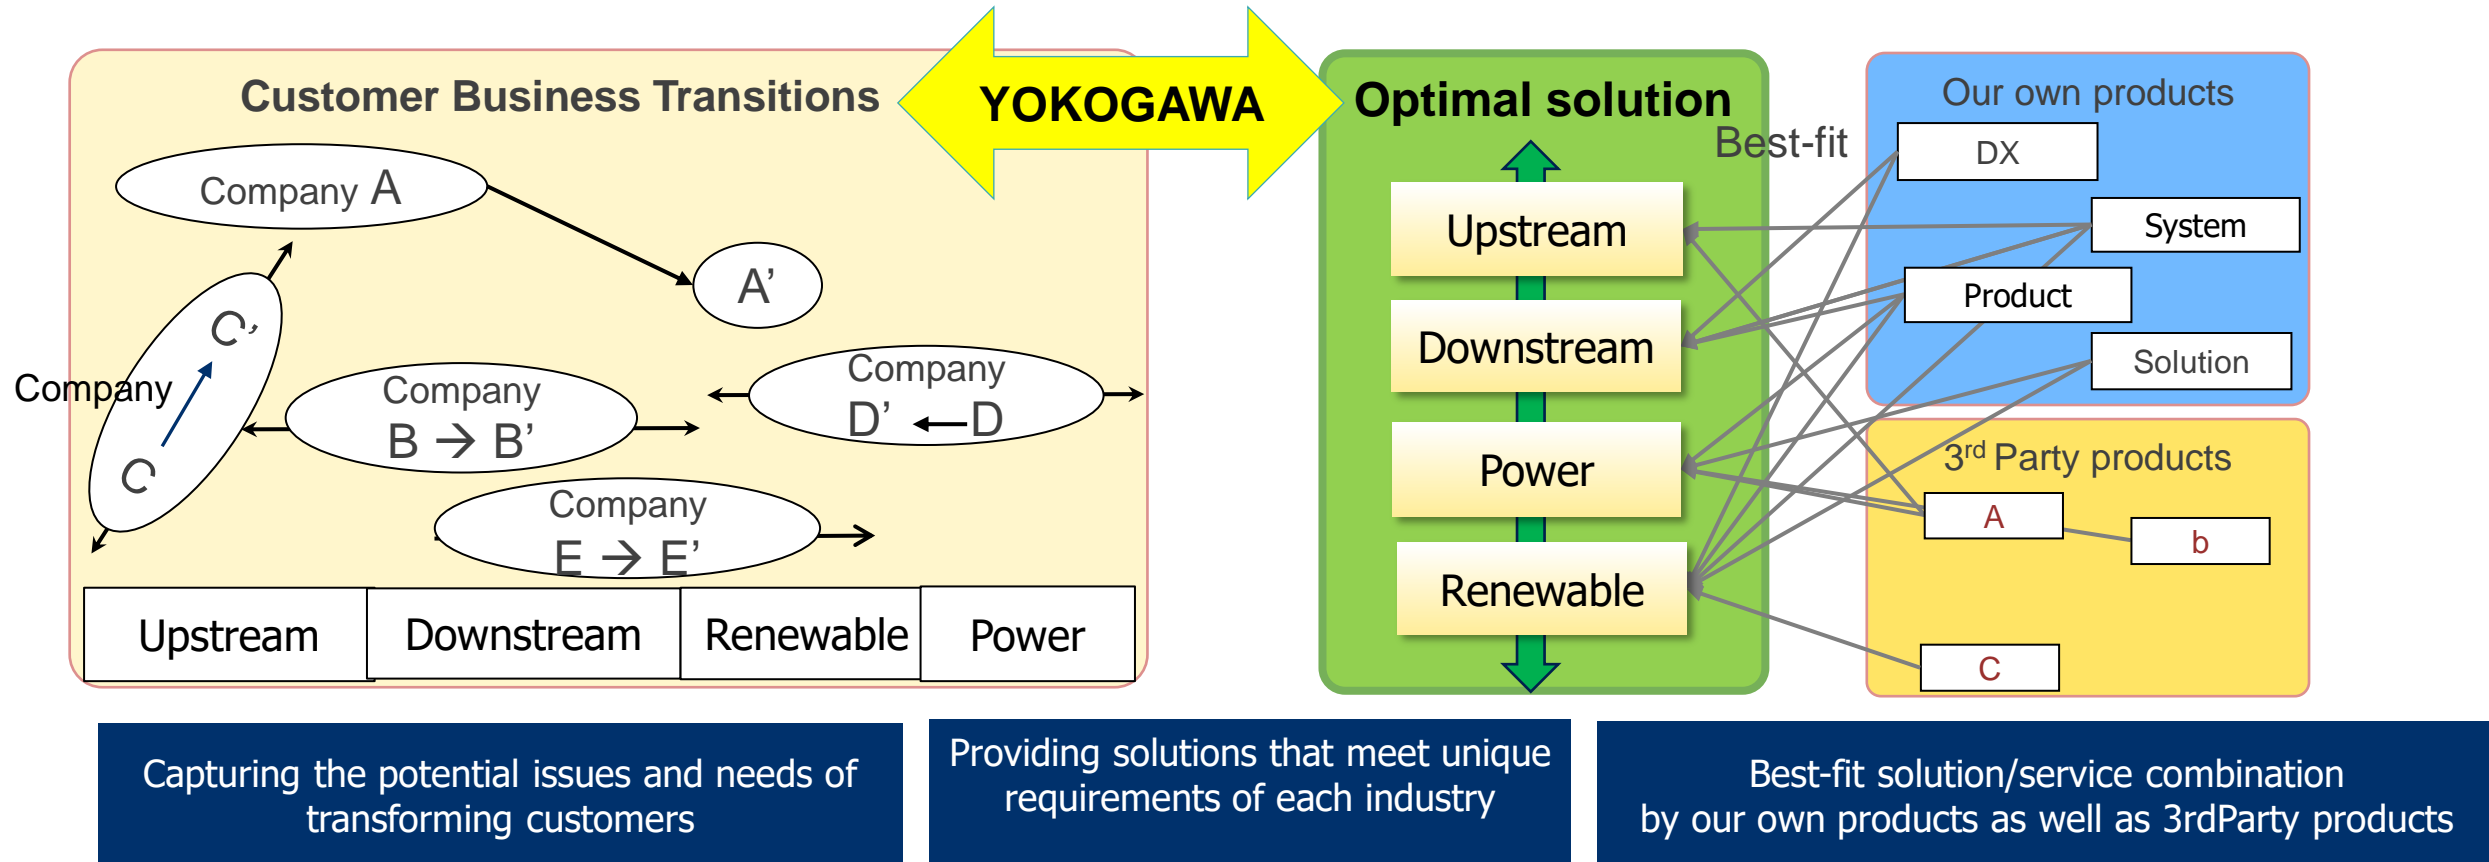 Customer Business Transitions
YOKOGAWA
Optimal solution
Best-fit
Our own products
DX
System
Product
Solution
3rd Party products
A
b
C
Company A
A’
C’
Company
C
Company
B → B’
Company
D’ ← D
Company
E → E’
Upstream
Downstream
Renewable
Power
Upstream
Downstream
Power
Renewable
Capturing the potential issues and needs of
transforming customers
Providing solutions that meet unique
requirements of each industry
Best-fit solution/service combination
by our own products as well as 3rdParty products